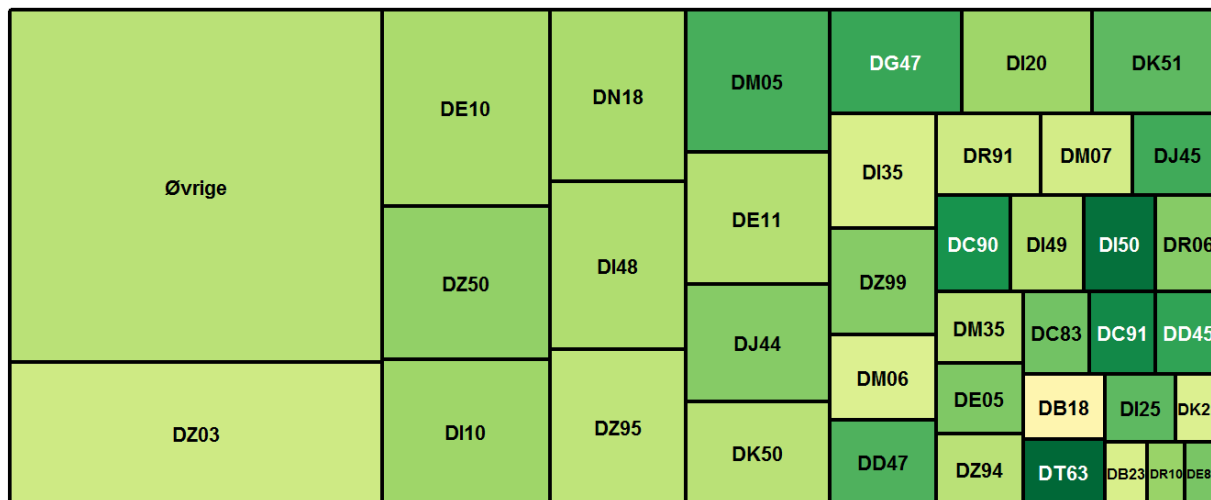 Øvrige
DZ03
DE10
DZ50
DI10
DN18
DI48
DZ95
DM05
DE11
DJ44
DK50
DG47
DI20
DK51
DI35
DR91
DM07
DJ45
DZ99
DC90
DI49
DI50
DR06
DM06
DM35
DC83
DC91
DD45
DD47
DE05
DB18
DI25
DZ94
DT63
DB23
DR10